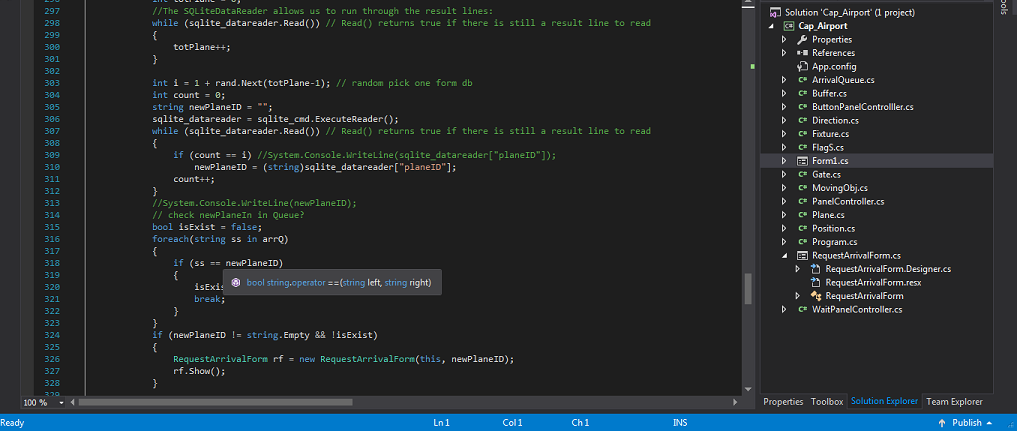 297 //The SQLiteDataReader allows us to run through the result lines:
298 while (sqlite_datareader.Read()) // Read() returns true if there is still a result line to read
299 {
300 totPlane++;
301 }
302
303 int i = 1 + rand.Next(totPlane-1); // random pick one form db
304 int count = 0;
305 string newPlaneID = "";
306 sqlite_datareader = sqlite_cmd.ExecuteReader();
307 while (sqlite_datareader.Read()) // Read() returns true if there is still a result line to read
308 {
309 if (count == i) //System.Console.WriteLine(sqlite_datareader["planeID"]);
310 newPlaneID = (string)sqlite_datareader["planeID"];
311 count++;
312 }
313 //System.Console.WriteLine(newPlaneID);
314 // check newPlaneIn in Queue?
315 bool isExist = false;
316 foreach(string ss in arrQ)
317 {
318 if (ss == newPlaneID)
319 {
bool string.operator ==(string left, string right)
320 isExis
321 break;
322 }
323 }
324 if (newPlaneID != string.Empty && !isExist)
325 {
326 RequestArrivalForm rf = new RequestArrivalForm(this, newPlaneID);
327 rf.Show();
328 }
329
100 %
Solution 'Cap_Airport' (1 project)
Cap_Airport
Properties
References
App.config
ArrivalQueue.cs
Buffer.cs
ButtonPanelControlller.cs
Direction.cs
Fixture.cs
FlagS.cs
Form1.cs
Gate.cs
MovingObj.cs
PanelController.cs
Plane.cs
Position.cs
Program.cs
RequestArrivalForm.cs
RequestArrivalForm.Designer.cs
RequestArrivalForm.resx
RequestArrivalForm
WaitPanelController.cs
Properties Toolbox Solution Explorer Team Explorer
Ready Ln 1 Col 1 Ch 1 INS Publish